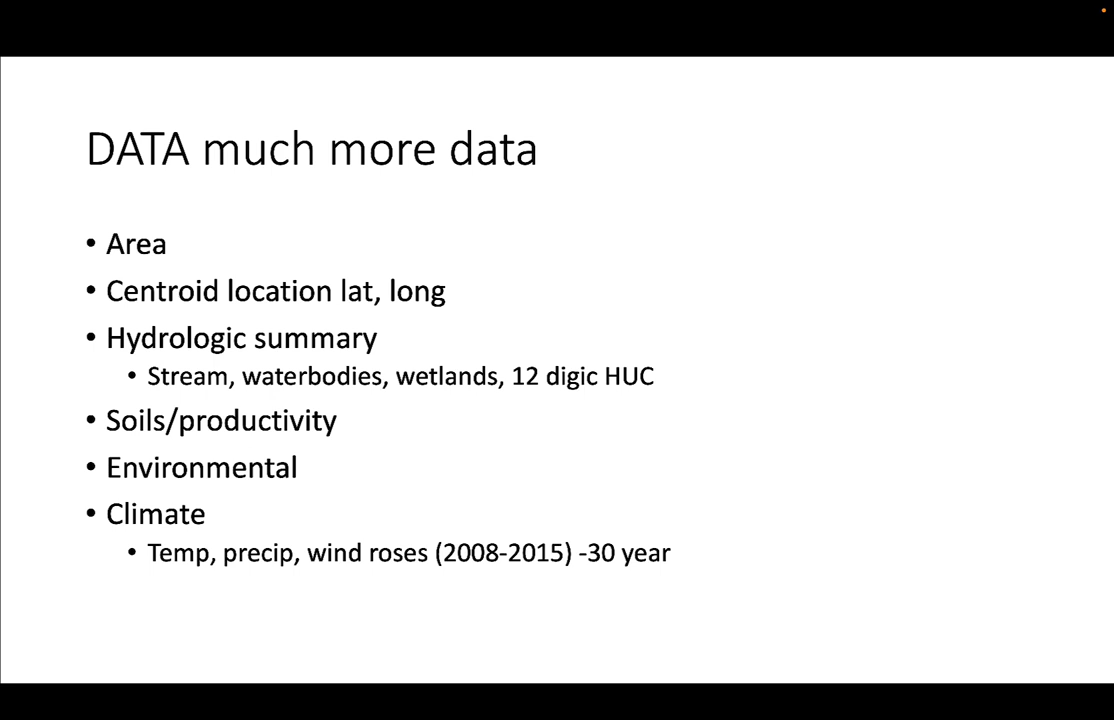 DATA much more data
• Area
• Centroid location lat, long
• Hydrologic summary
• Stream, waterbodies, wetlands, 12 digic HUC
• Soils/productivity
• Environmental
• Climate
• Temp, precip, wind roses (2008-2015) -30 year